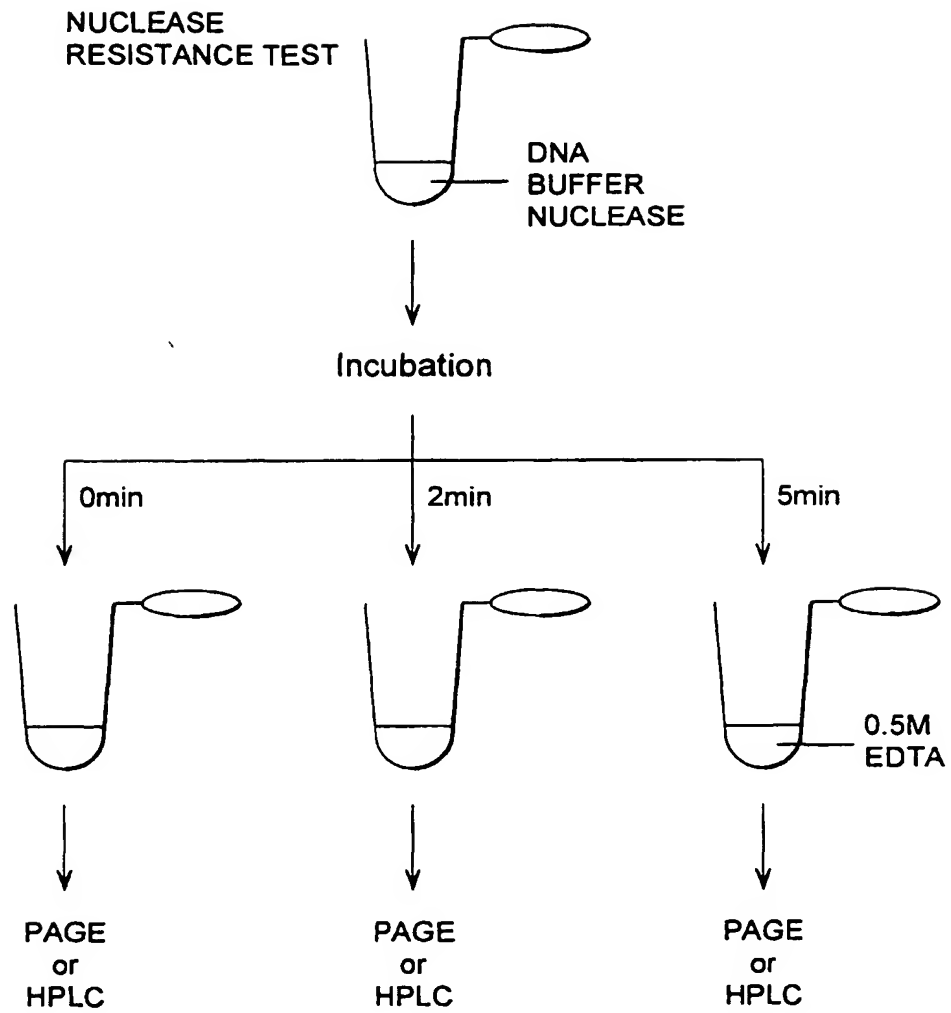 NUCLEASE
RESISTANCE TEST
DNA
BUFFER
NUCLEASE
Incubation
0min
2min
5min
0.5M
EDTA
PAGE
or
HPLC
PAGE
or
HPLC
PAGE
or
HPLC